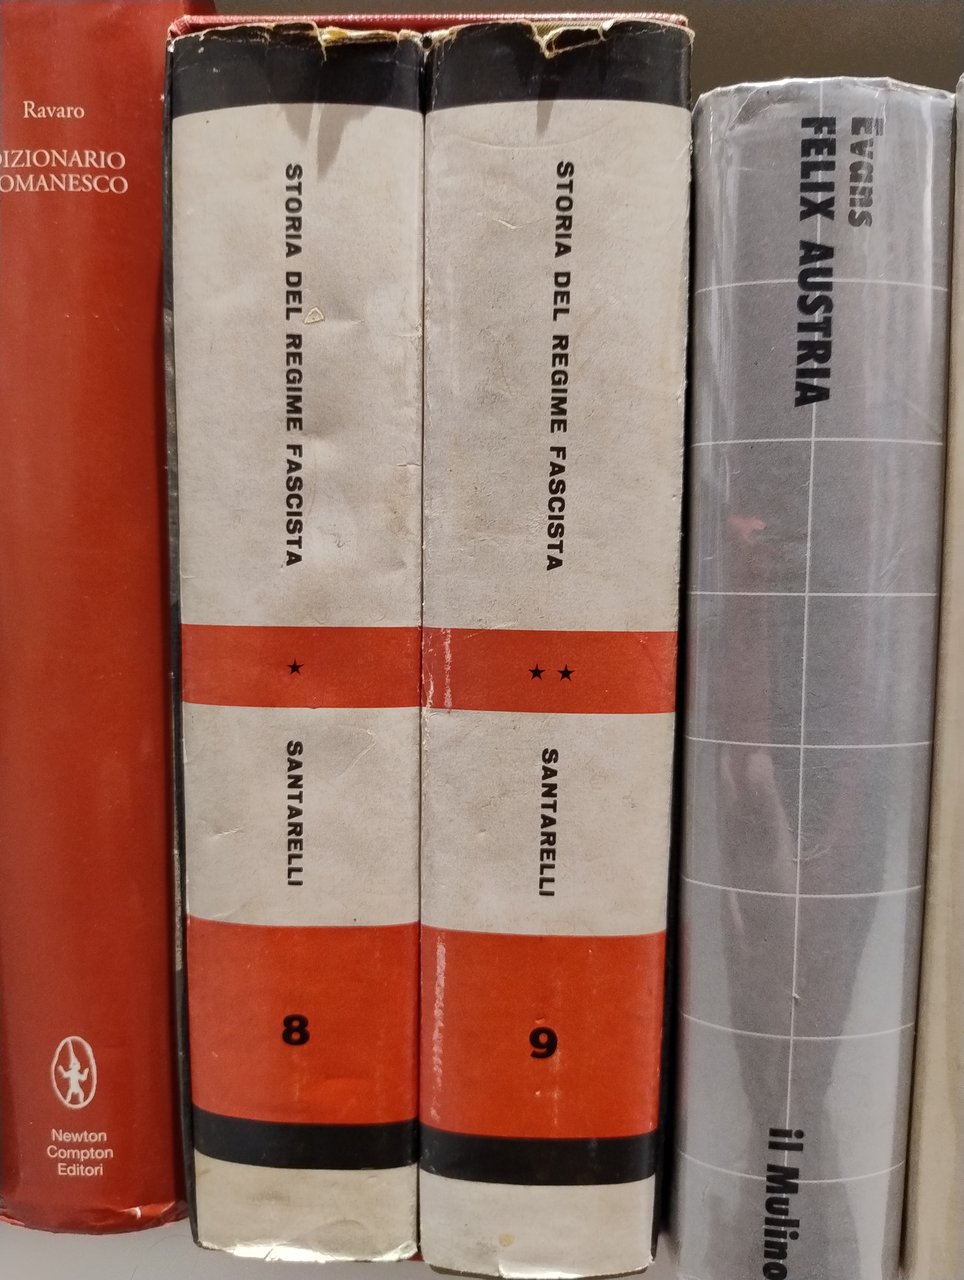 Ravaro
DIZIONARIO
ROMANESCO
Newton
Compton
Editori
STORIA DEL REGIME FASCISTA
★
SANTARELLI
8
STORIA DEL REGIME FASCISTA
★ ★
SANTARELLI
9
Evans
FELIX AUSTRIA
il Mulino